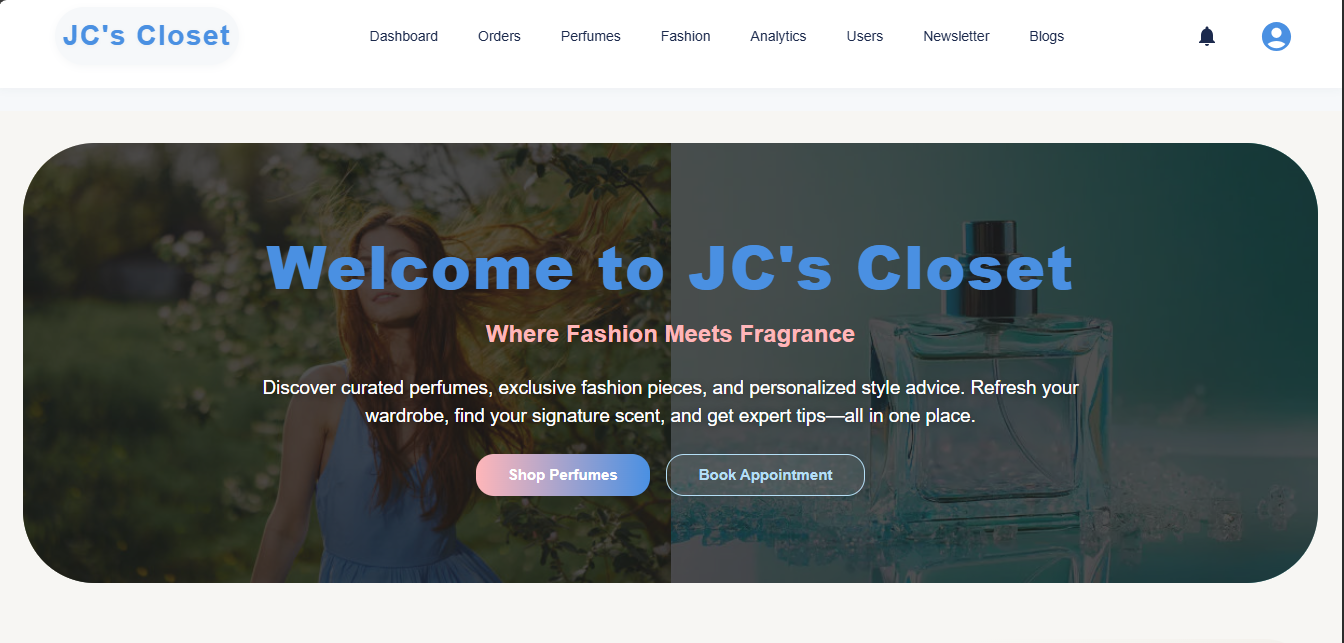 JC's Closet
Dashboard Orders Perfumes Fashion Analytics Users Newsletter Blogs
Welcome to JC's Closet
Where Fashion Meets Fragrance
Discover curated perfumes, exclusive fashion pieces, and personalized style advice. Refresh your
wardrobe, find your signature scent, and get expert tips—all in one place.
Shop Perfumes Book Appointment